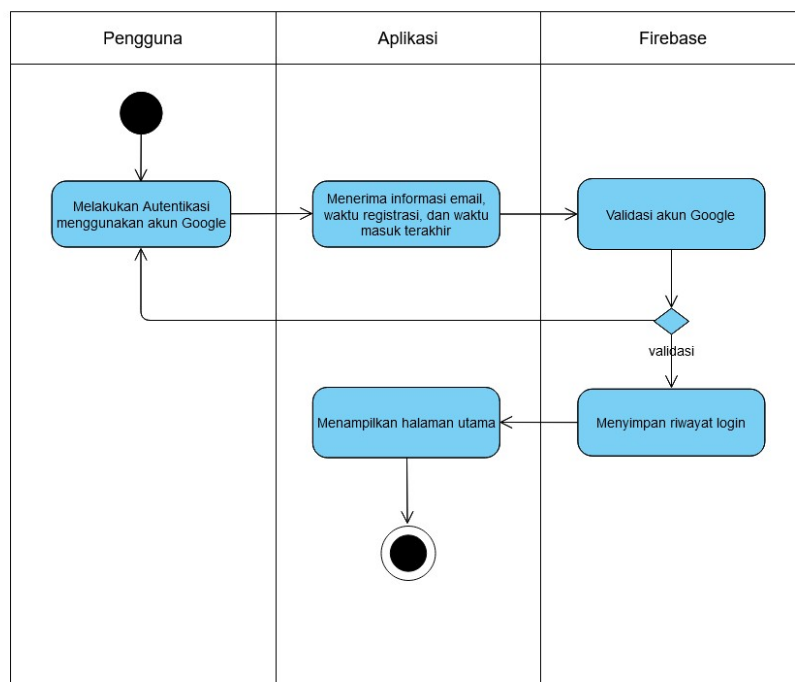 Pengguna
Aplikasi
Firebase
Melakukan Autentikasi
menggunakan akun Google
Menerima informasi email,
waktu registrasi, dan waktu
masuk terakhir
Validasi akun Google
validasi
Menampilkan halaman utama
Menyimpan riwayat login